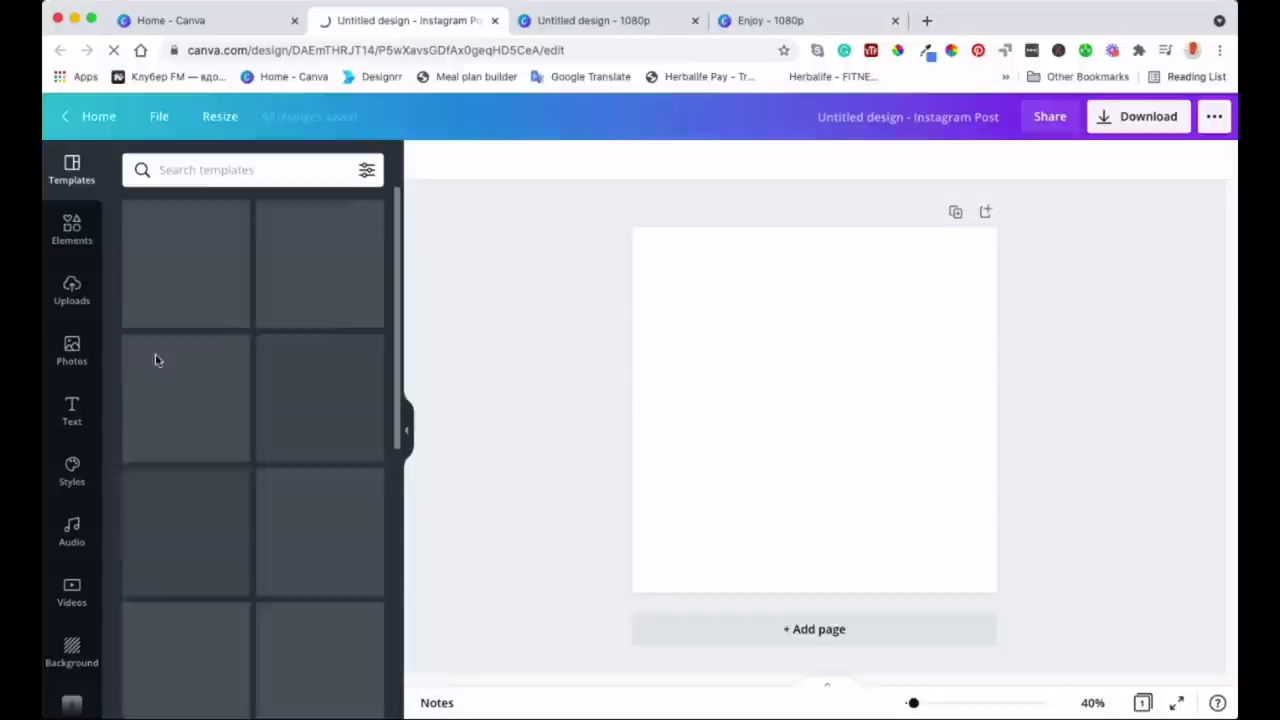 Home - Canva
Untitled design - Instagram Po
Untitled design - 1080p
Enjoy - 1080p
canva.com/design/DAEmTHRJT14/P5wXavsGDfAx0geqHD5CeA/edit
Apps
Клубер FM — вдо...
Home - Canva
Designrr
Meal plan builder
Google Translate
Herbalife Pay - Tr...
Herbalife - FITNE...
»
Other Bookmarks
Reading List
Home
File
Resize
All changes saved
Untitled design - Instagram Post
Share
Download
Templates
Search templates
Elements
Uploads
Photos
Text
Styles
Audio
Videos
Background
+ Add page
Notes
40%
1